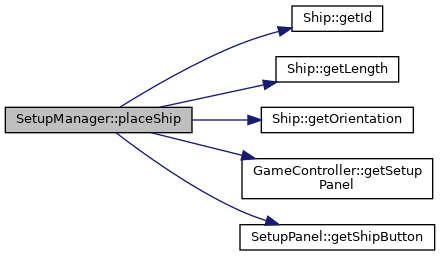 Ship::getId
Ship::getLength
SetupManager::placeShip
Ship::getOrientation
GameController::getSetup
Panel
SetupPanel::getShipButton